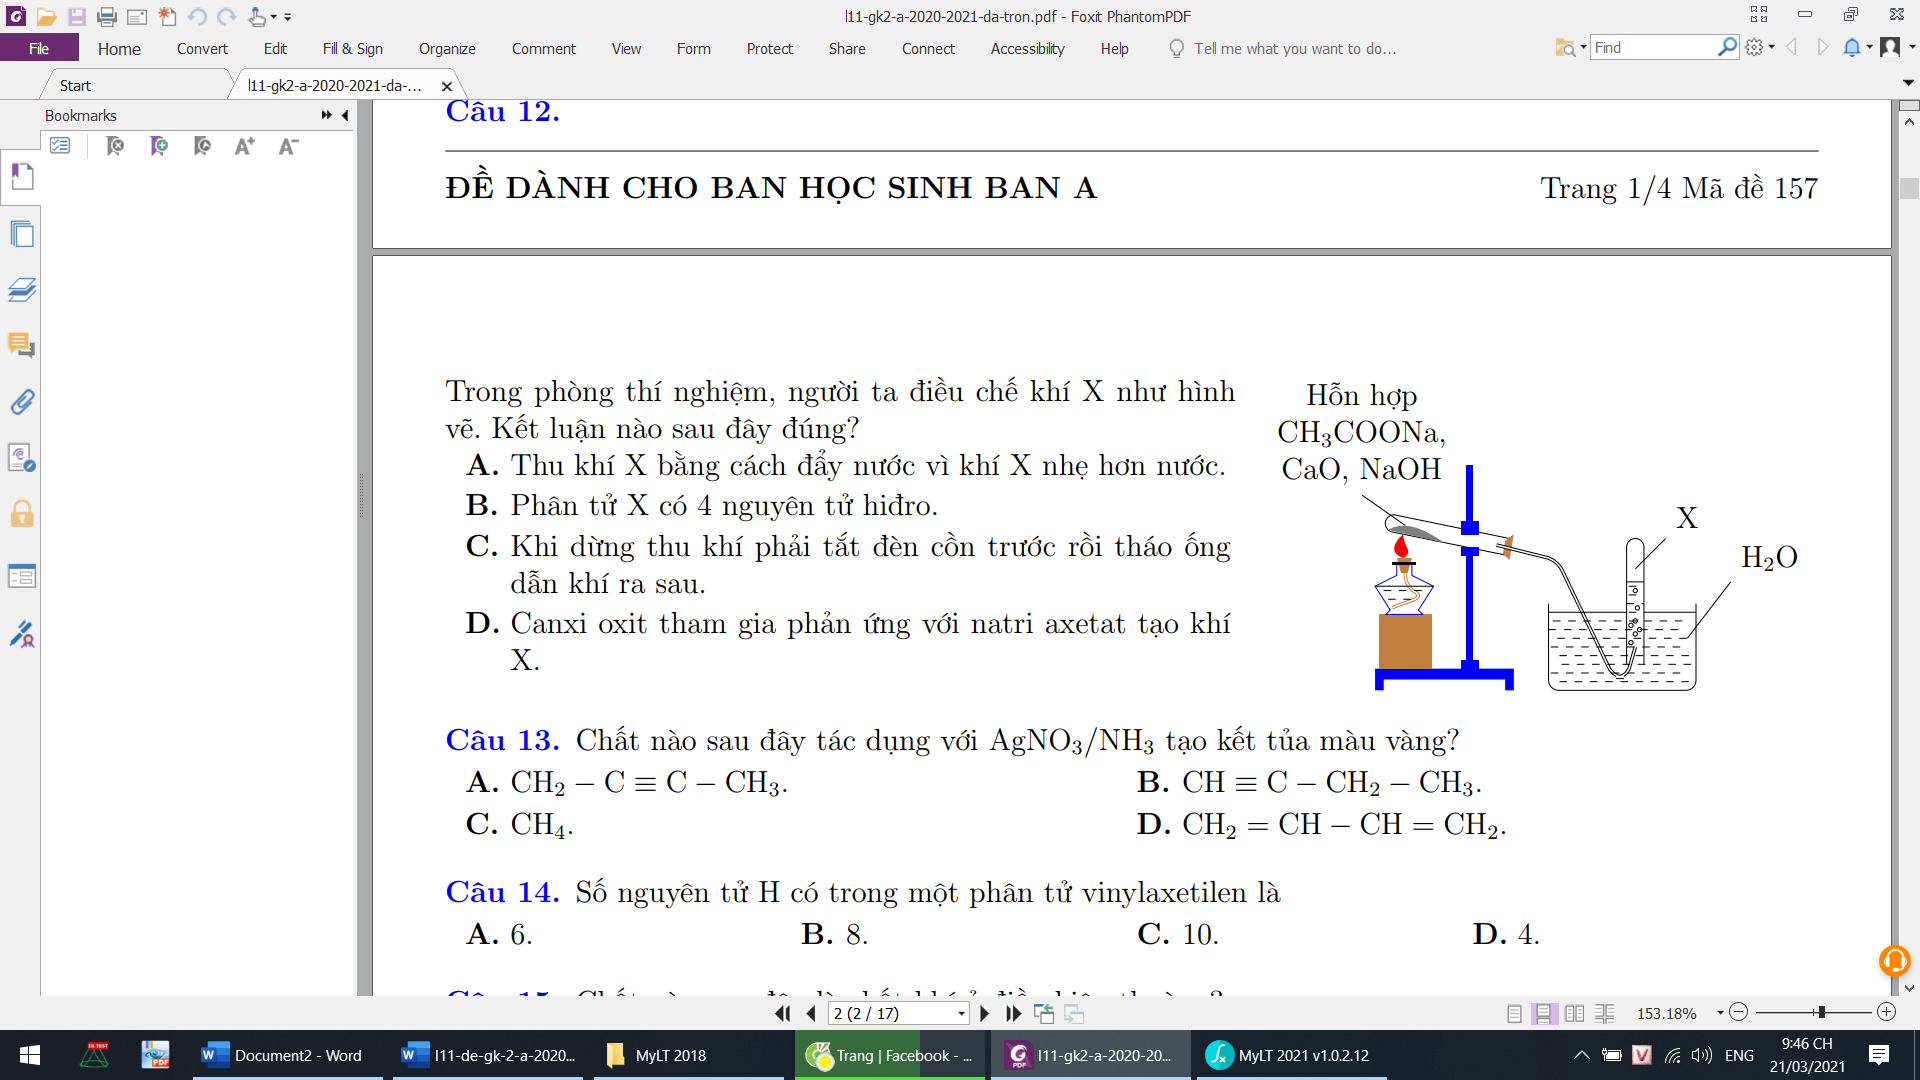 l11-gk2-a-2020-2021-da-tron.pdf - Foxit PhantomPDF
File Home Convert Edit Fill & Sign Organize Comment View Form Protect Share Connect Accessibility Help Tell me what you want to do... Find
Start l11-gk2-a-2020-2021-da-...
Bookmarks
Câu 12.
ĐỀ DÀNH CHO BAN HỌC SINH BAN A Trang 1/4 Mã đề 157
Trong phòng thí nghiệm, người ta điều chế khí X như hình
vẽ. Kết luận nào sau đây đúng?
A. Thu khí X bằng cách đẩy nước vì khí X nhẹ hơn nước.
B. Phân tử X có 4 nguyên tử hiđro.
C. Khi dừng thu khí phải tắt đèn cồn trước rồi tháo ống
dẫn khí ra sau.
D. Canxi oxit tham gia phản ứng với natri axetat tạo khí
X.
Hỗn hợp
CH₃COONa,
CaO, NaOH
X
H₂O
Câu 13. Chất nào sau đây tác dụng với AgNO₃/NH₃ tạo kết tủa màu vàng?
A. CH₂ − C ≡ C − CH₃. B. CH ≡ C − CH₂ − CH₃.
C. CH₄. D. CH₂ = CH − CH = CH₂.
Câu 14. Số nguyên tử H có trong một phân tử vinylaxetilen là
A. 6. B. 8. C. 10. D. 4.
2 (2 / 17) 153.18%
Document2 - Word l11-de-gk-2-a-2020... MyLT 2018 Trang | Facebook - ... l11-gk2-a-2020-20... MyLT 2021 v1.0.2.12 ENG 9:46 CH
21/03/2021